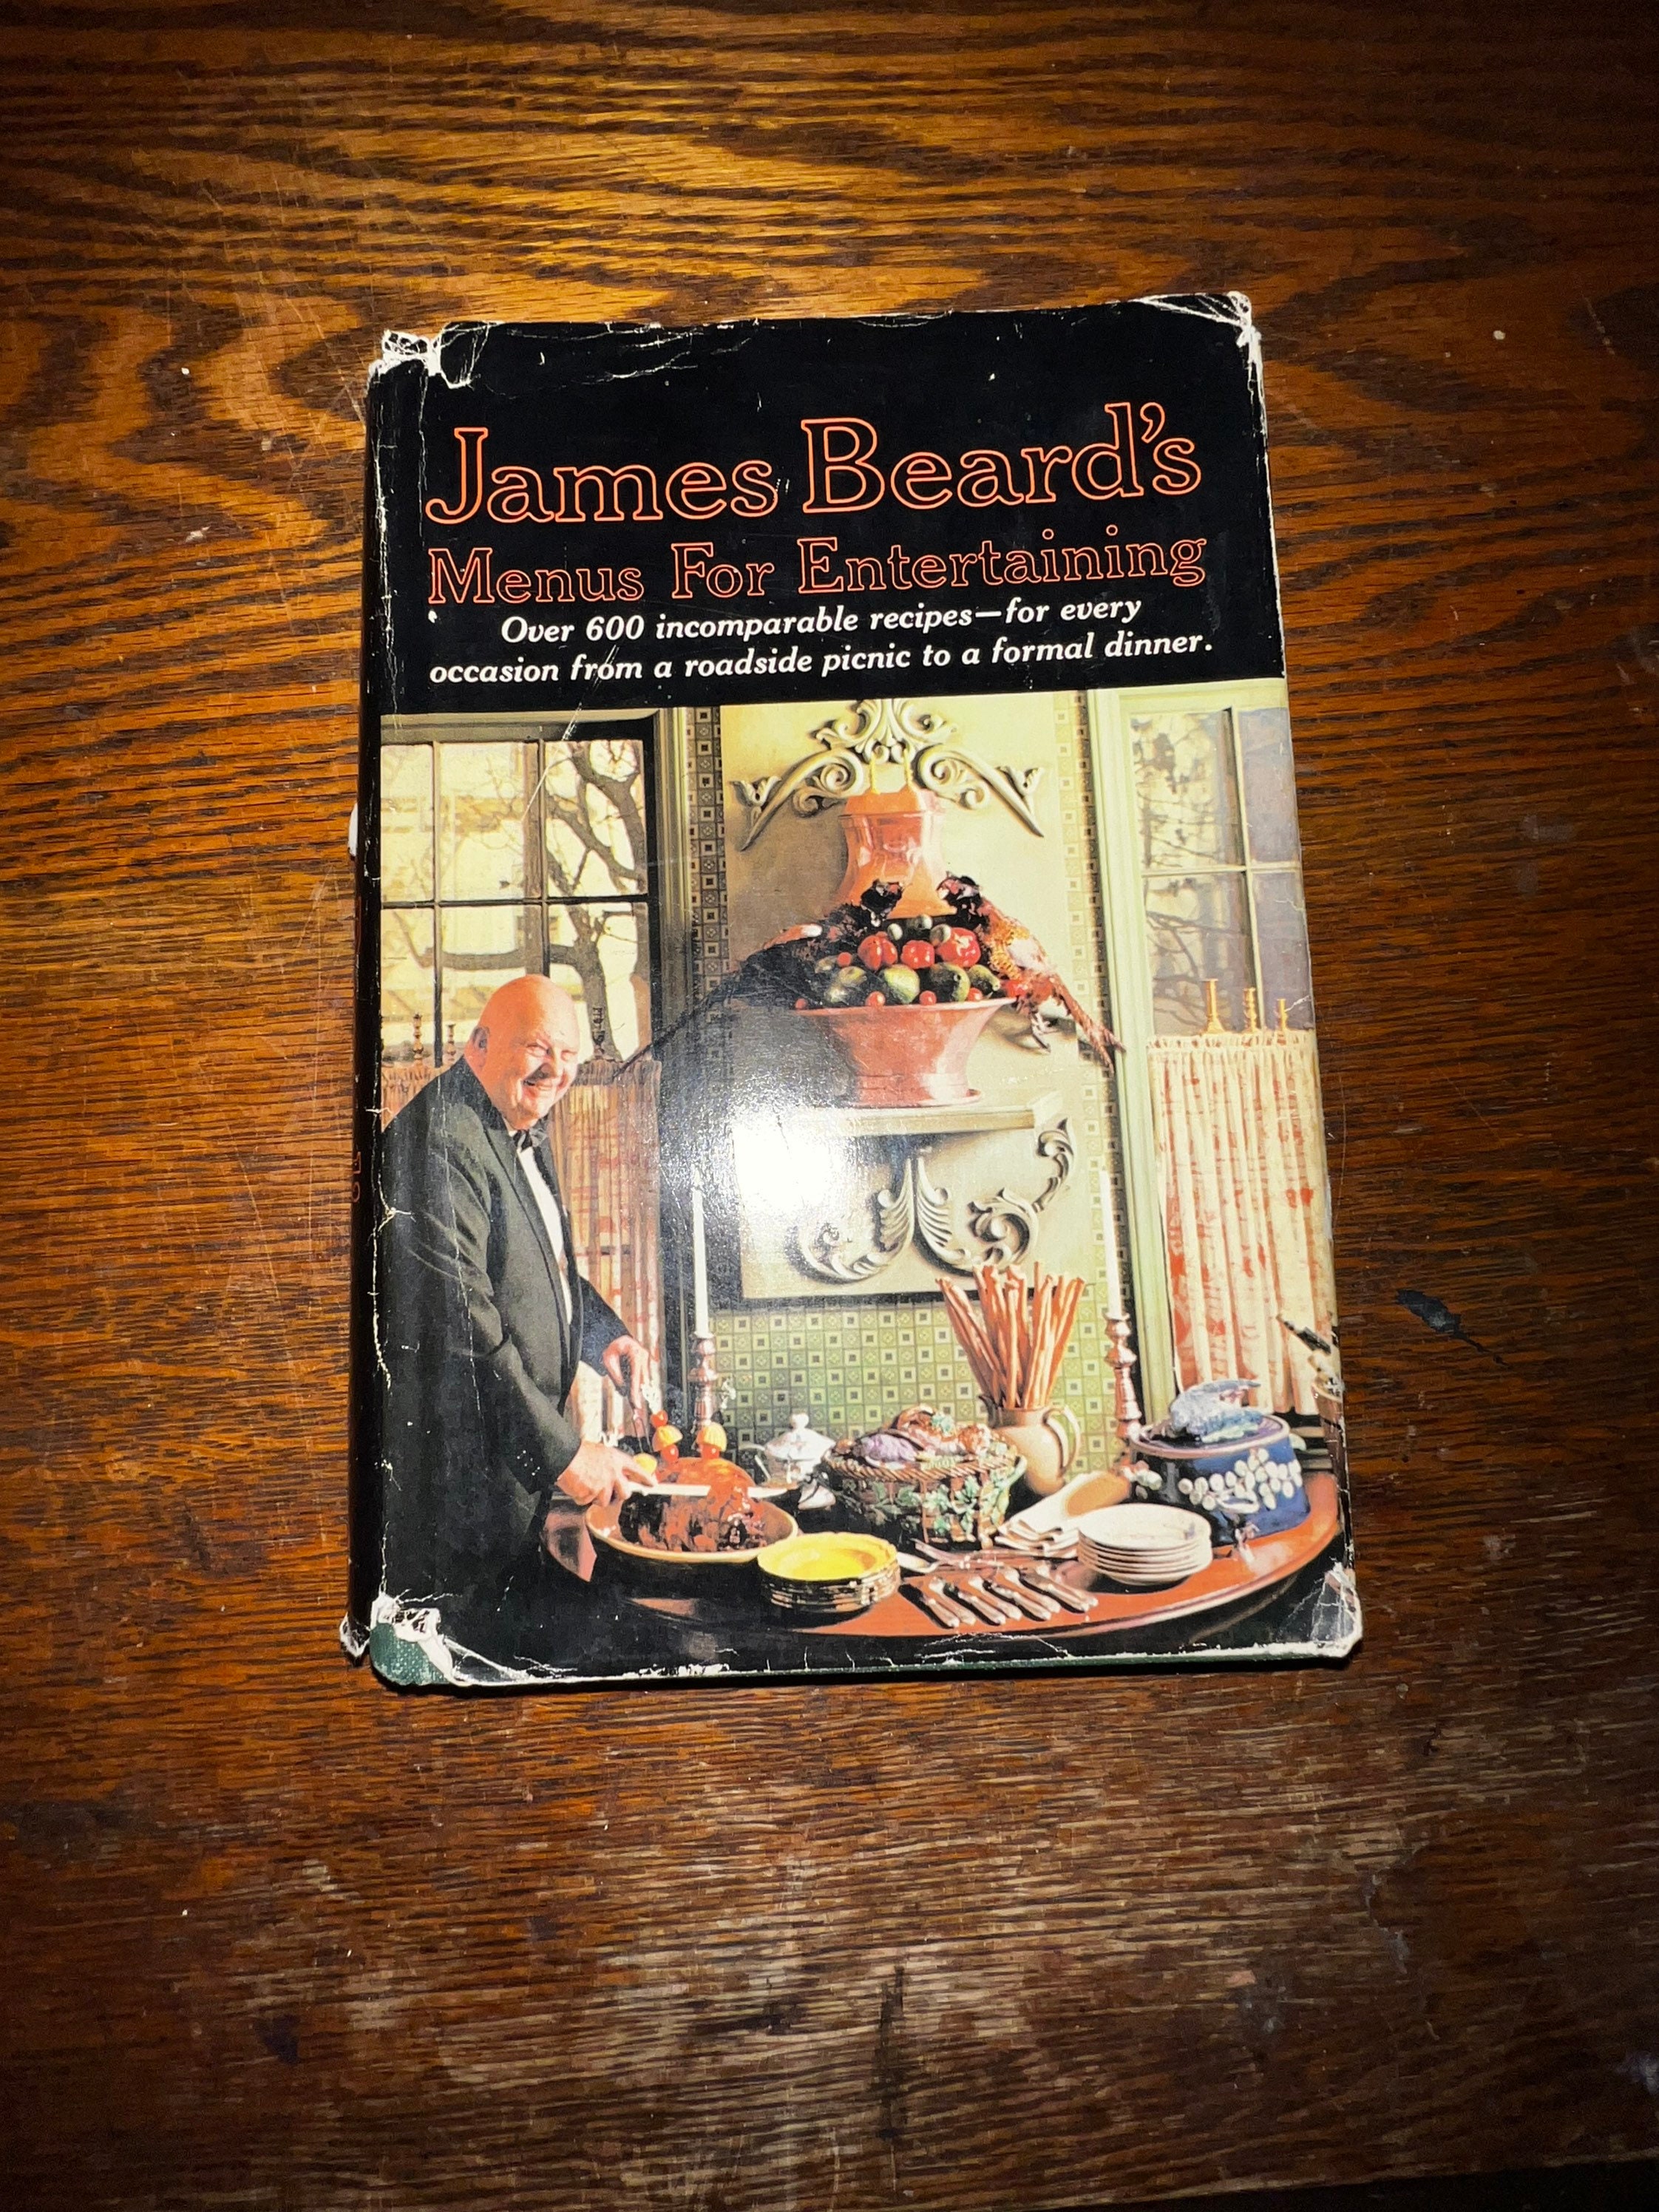 James Beard's
Menus For Entertaining
Over 600 incomparable recipes—for every
occasion from a roadside picnic to a formal dinner.